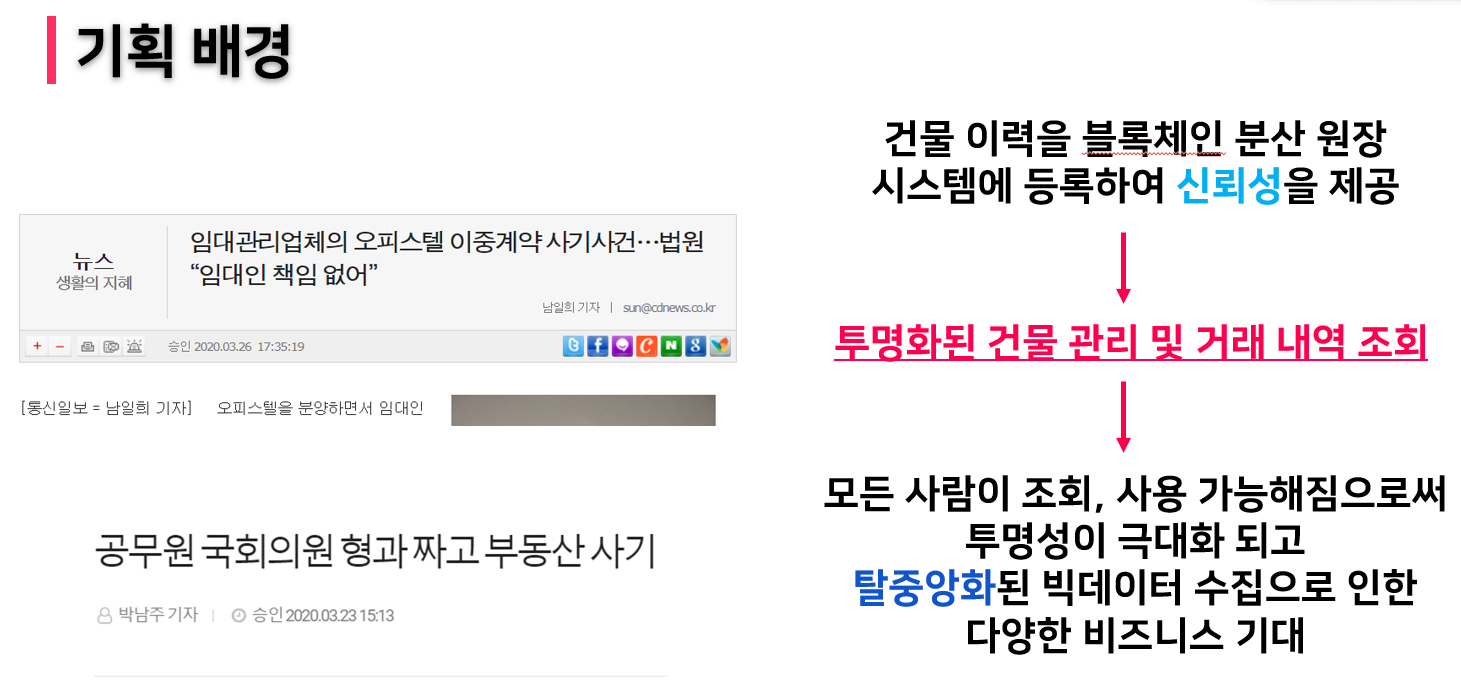 기획 배경
뉴스
생활의 지혜
임대관리업체의 오피스텔 이중계약 사기사건…법원
“임대인 책임 없어”
남일희 기자 | sun@cdnews.co.kr
승인 2020.03.26 17:35:19
[통신일보 = 남일희 기자] 오피스텔을 분양하면서 임대인
공무원 국회의원 형과 짜고 부동산 사기
박남주 기자 | 승인 2020.03.23 15:13
건물 이력을 블록체인 분산 원장
시스템에 등록하여 신뢰성을 제공
투명화된 건물 관리 및 거래 내역 조회
모든 사람이 조회, 사용 가능해짐으로써
투명성이 극대화 되고
탈중앙화된 빅데이터 수집으로 인한
다양한 비즈니스 기대